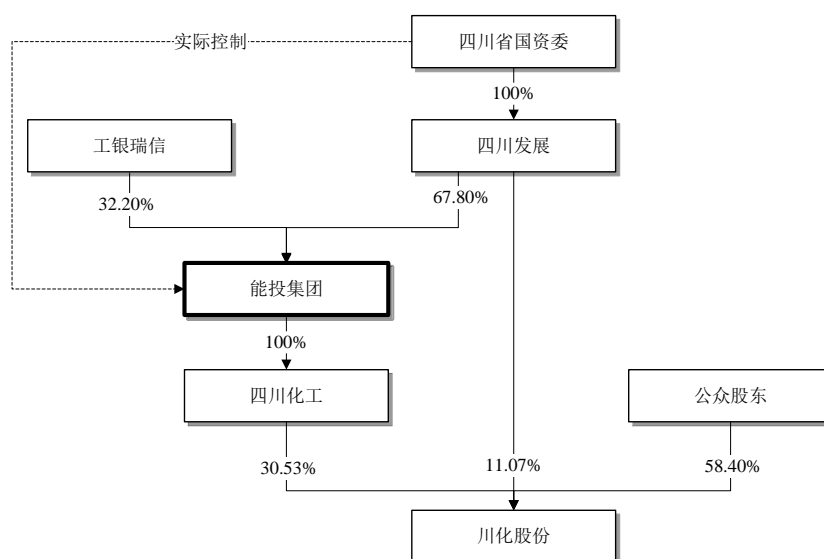 实际控制
四川省国资委
100%
工银瑞信
四川发展
32.20%
67.80%
能投集团
100%
四川化工
公众股东
30.53%
11.07%
58.40%
川化股份